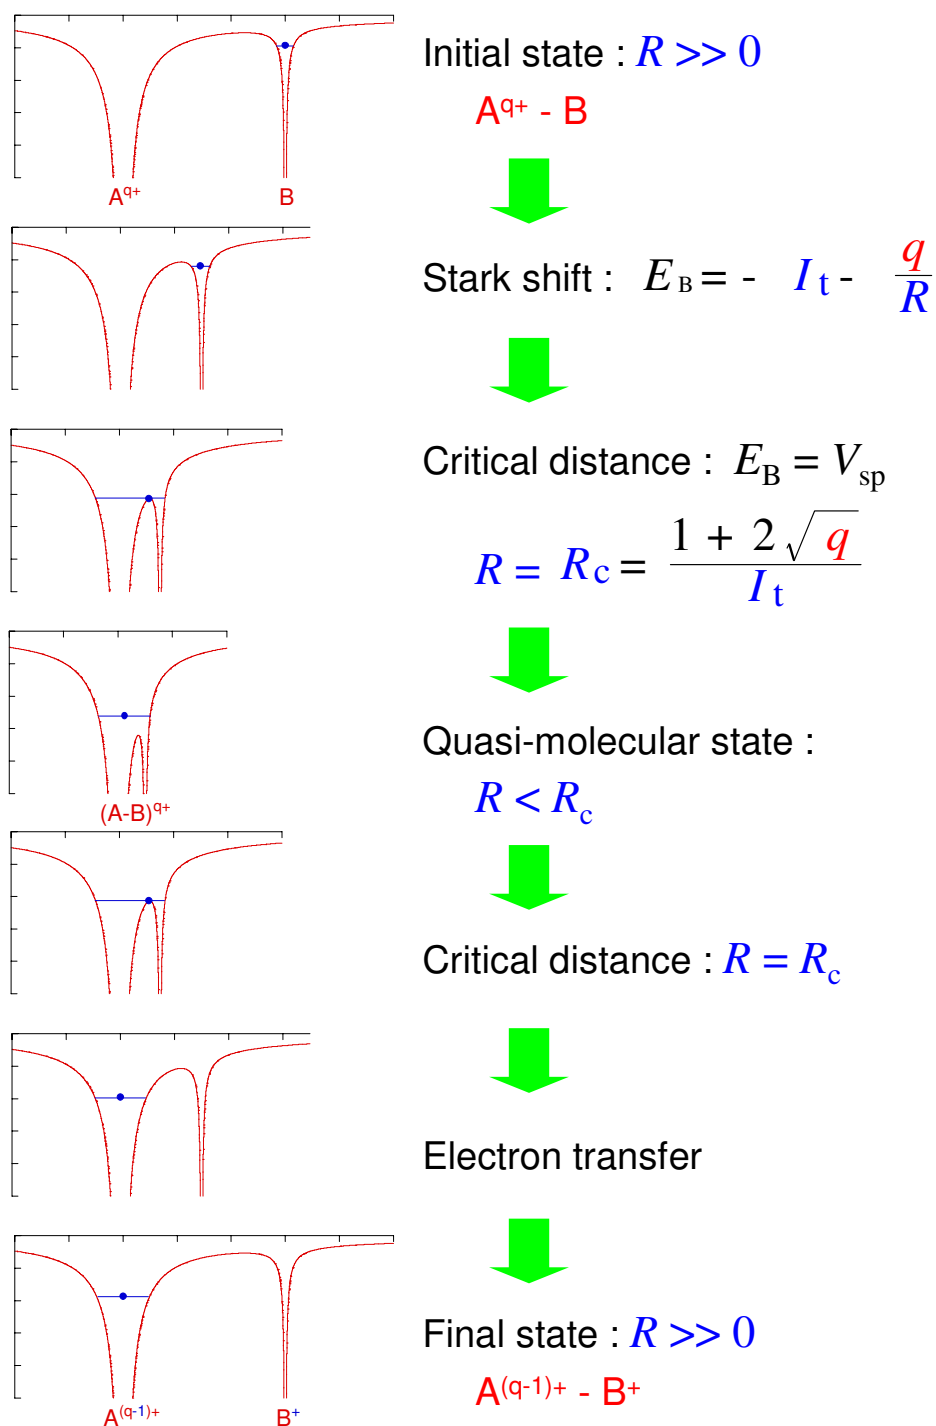 Initial state : R >> 0
A^q+ - B
A^q+ B
Stark shift : E_B = - I_t - q/R
Critical distance : E_B = V_sp
R = R_c = (1 + 2 √q)/I_t
Quasi-molecular state :
R < R_c
(A-B)^q+
Critical distance : R = R_c
Electron transfer
Final state : R >> 0
A^(q-1)+ - B^+
A^(q-1)+ B^+